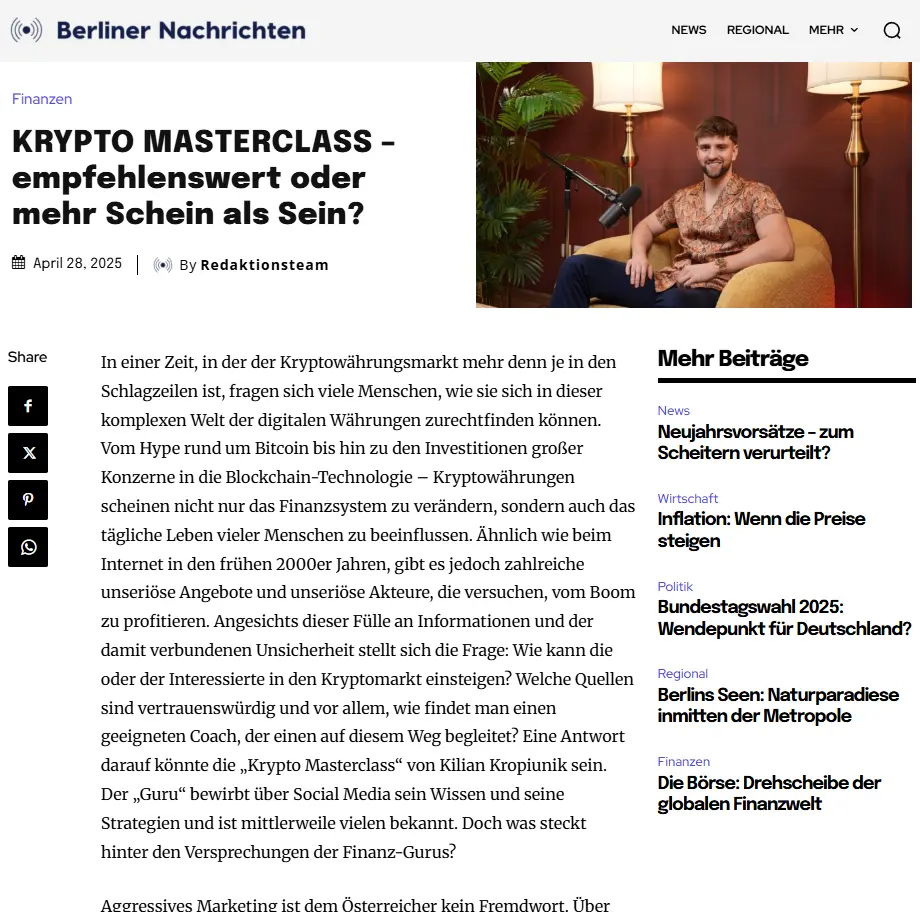 Berliner Nachrichten
NEWS REGIONAL MEHR
Finanzen
KRYPTO MASTERCLASS –
empfehlenswert oder
mehr Schein als Sein?
April 28, 2025 By Redaktionsteam
Share
In einer Zeit, in der der Kryptowährungsmarkt mehr denn je in den
Schlagzeilen ist, fragen sich viele Menschen, wie sie sich in dieser
komplexen Welt der digitalen Währungen zurechtfinden können.
Vom Hype rund um Bitcoin bis hin zu den Investitionen großer
Konzerne in die Blockchain-Technologie – Kryptowährungen
scheinen nicht nur das Finanzsystem zu verändern, sondern auch das
tägliche Leben vieler Menschen zu beeinflussen. Ähnlich wie beim
Internet in den frühen 2000er Jahren, gibt es jedoch zahlreiche
unseriöse Angebote und unseriöse Akteure, die versuchen, vom Boom
zu profitieren. Angesichts dieser Fülle an Informationen und der
damit verbundenen Unsicherheit stellt sich die Frage: Wie kann die
oder der Interessierte in den Kryptomarkt einsteigen? Welche Quellen
sind vertrauenswürdig und vor allem, wie findet man einen
geeigneten Coach, der einen auf diesem Weg begleitet? Eine Antwort
darauf könnte die „Krypto Masterclass“ von Kilian Kropiunik sein.
Der „Guru“ bewirbt über Social Media sein Wissen und seine
Strategien und ist mittlerweile vielen bekannt. Doch was steckt
hinter den Versprechungen der Finanz-Gurus?
Aggressives Marketing ist dem Österreicher kein Fremdwort. Über
Mehr Beiträge
News
Neujahrsvorsätze – zum
Scheitern verurteilt?
Wirtschaft
Inflation: Wenn die Preise
steigen
Politik
Bundestagswahl 2025:
Wendepunkt für Deutschland?
Regional
Berlins Seen: Naturparadiese
inmitten der Metropole
Finanzen
Die Börse: Drehscheibe der
globalen Finanzwelt